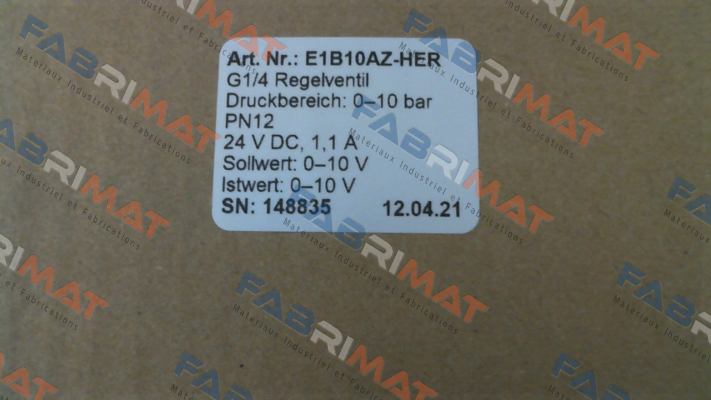 Art. Nr.: E1B10AZ-HER
G1/4 Regelventil
Druckbereich: 0–10 bar
PN12
24 V DC, 1,1 A
Sollwert: 0–10 V
Istwert: 0–10 V
SN: 148835 12.04.21
FABRIMAT
Materiaux Industriel et Fabrications